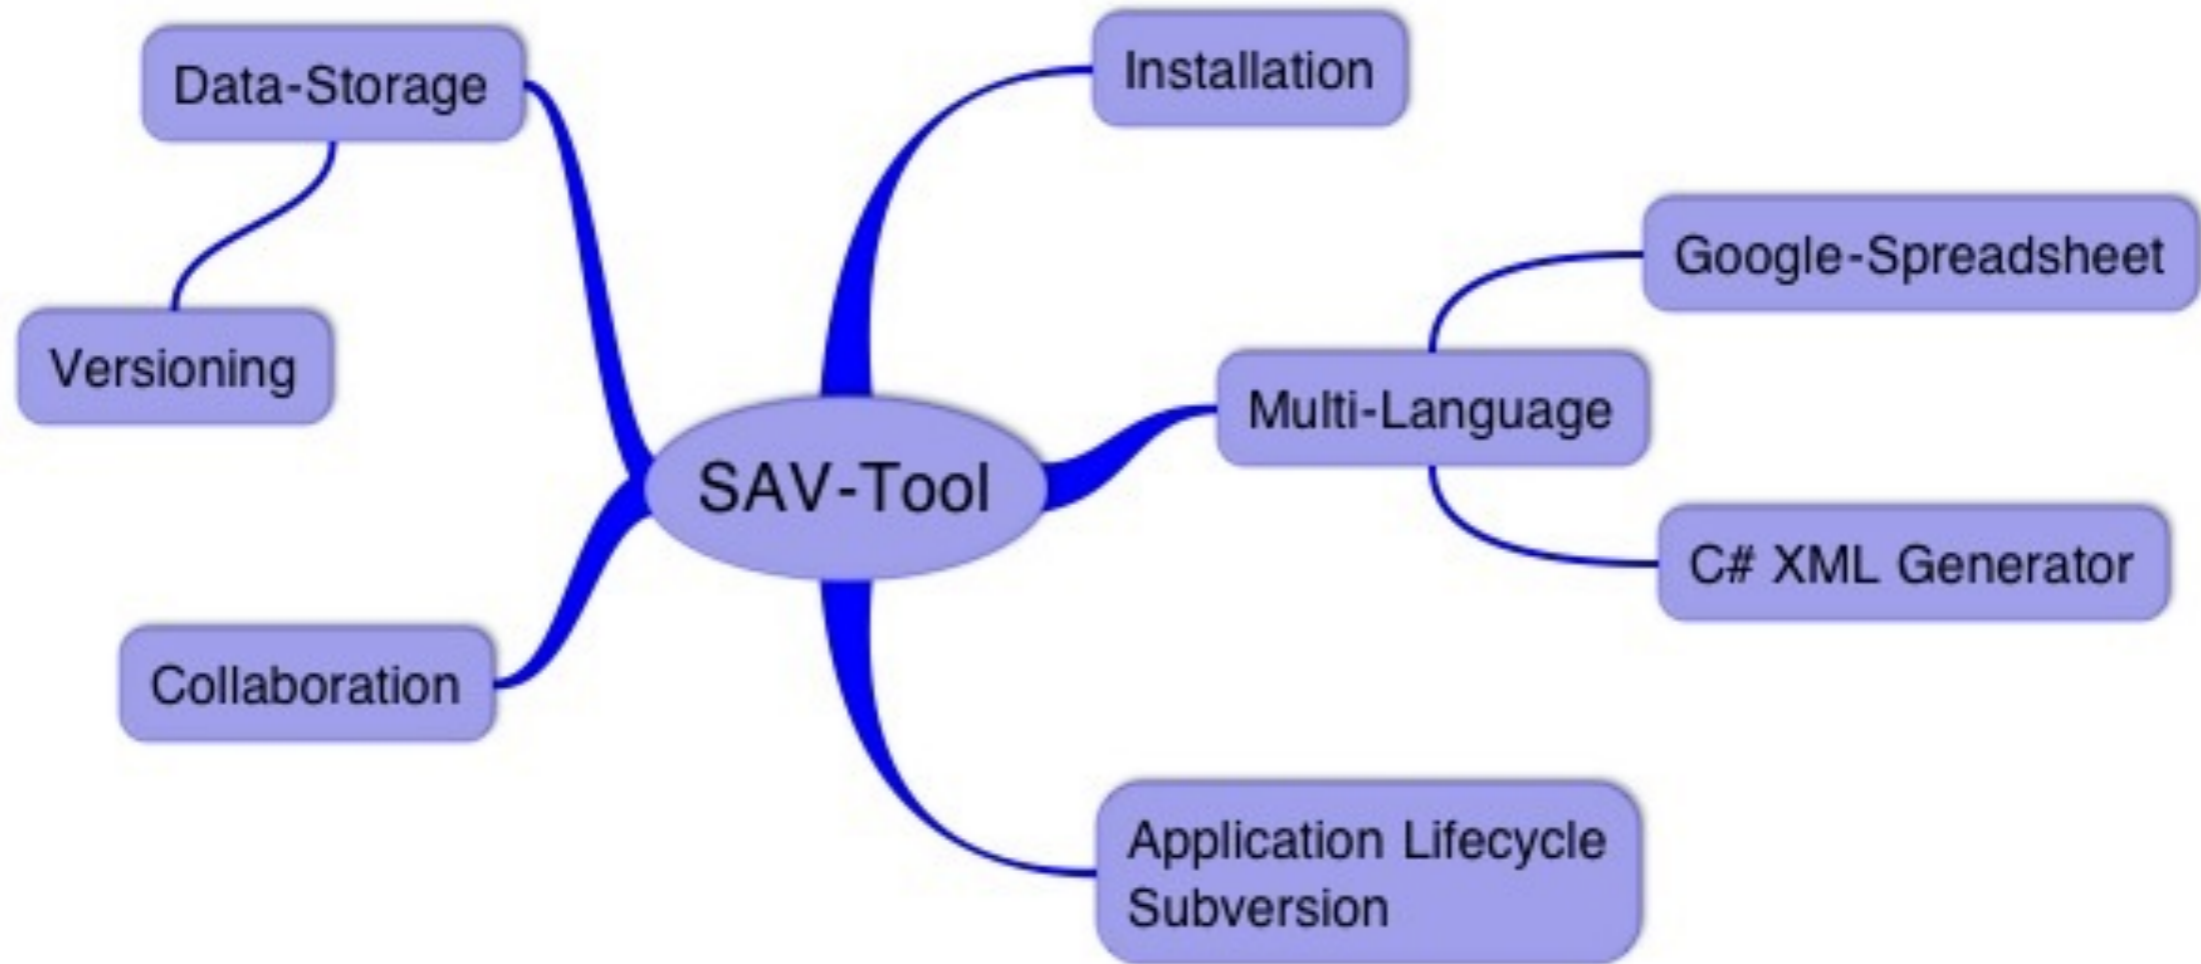 Data-Storage
Installation
Google-Spreadsheet
Versioning
Multi-Language
SAV-Tool
C# XML Generator
Collaboration
Application Lifecycle
Subversion